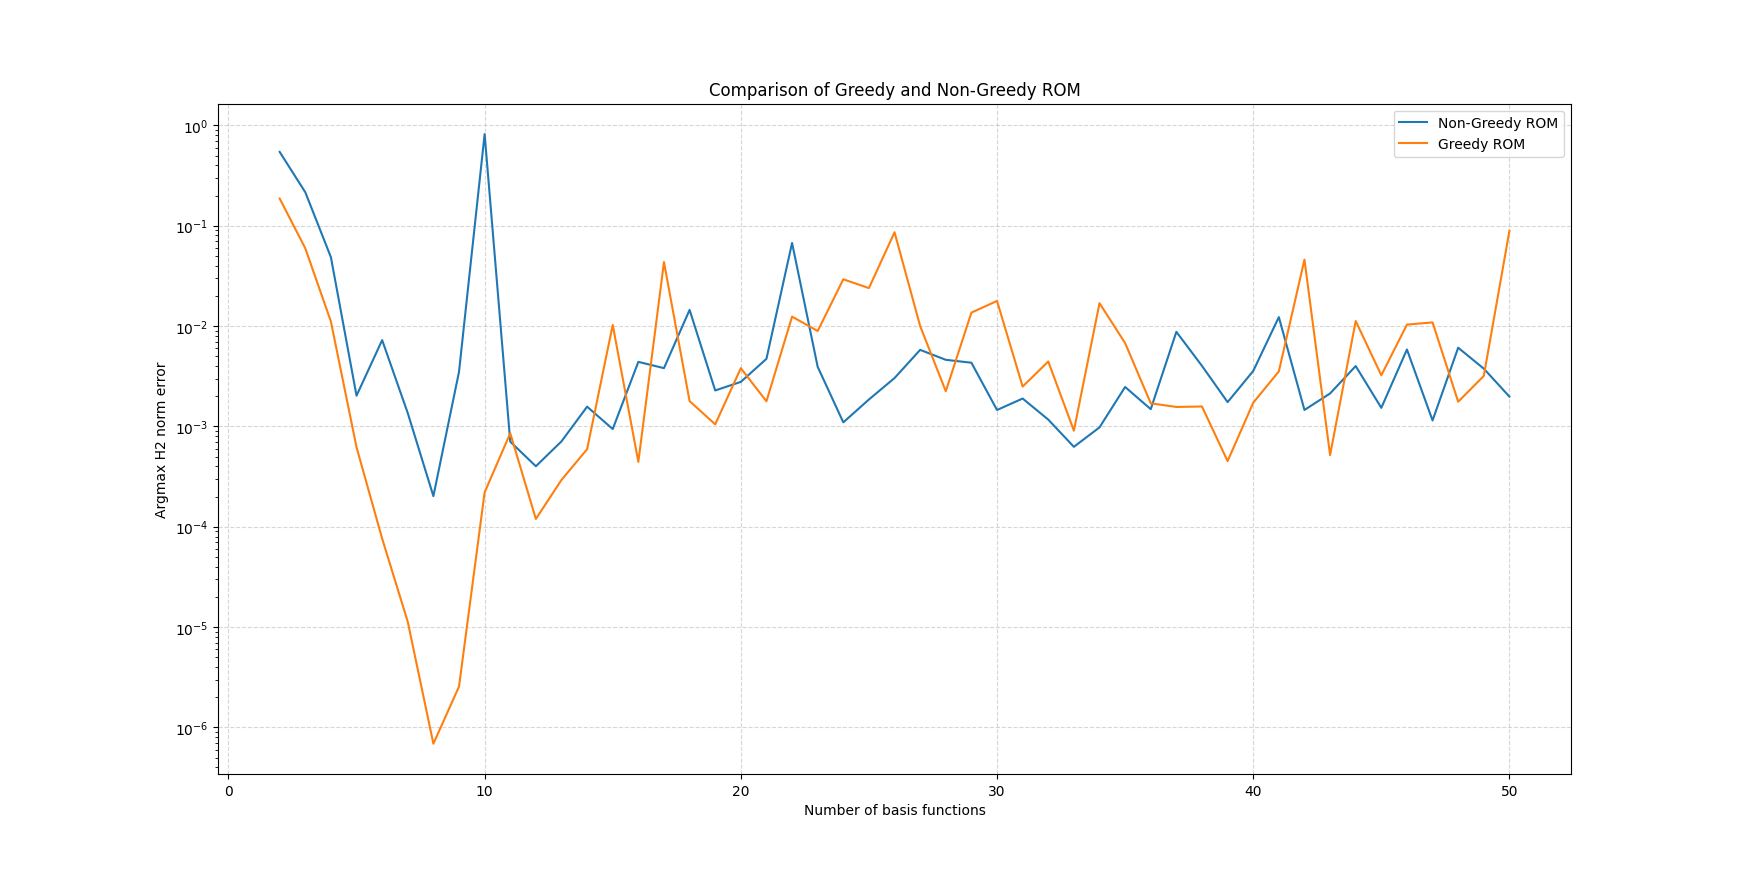 Comparison of Greedy and Non-Greedy ROM
Non-Greedy ROM
Greedy ROM
Argmax H2 norm error
10⁰
10⁻¹
10⁻²
10⁻³
10⁻⁴
10⁻⁵
10⁻⁶
0 10 20 30 40 50
Number of basis functions